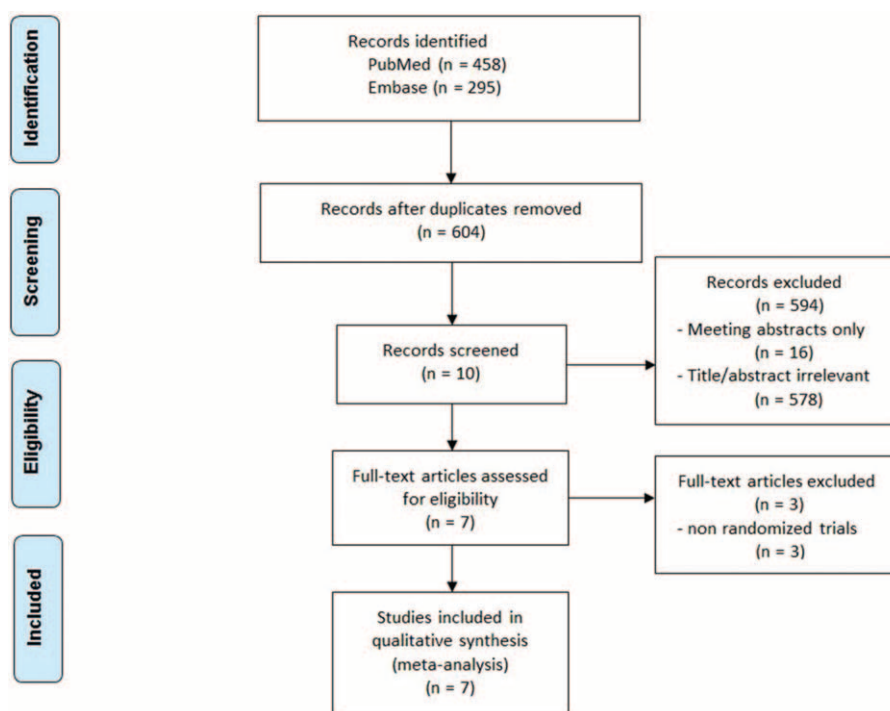 Identification
Records identified
PubMed (n = 458)
Embase (n = 295)
Screening
Records after duplicates removed
(n = 604)
Records screened
(n = 10)
Records excluded
(n = 594)
- Meeting abstracts only
(n = 16)
- Title/abstract irrelevant
(n = 578)
Eligibility
Full-text articles assessed
for eligibility
(n = 7)
Full-text articles excluded
(n = 3)
- non randomized trials
(n = 3)
Included
Studies included in
qualitative synthesis
(meta-analysis)
(n = 7)